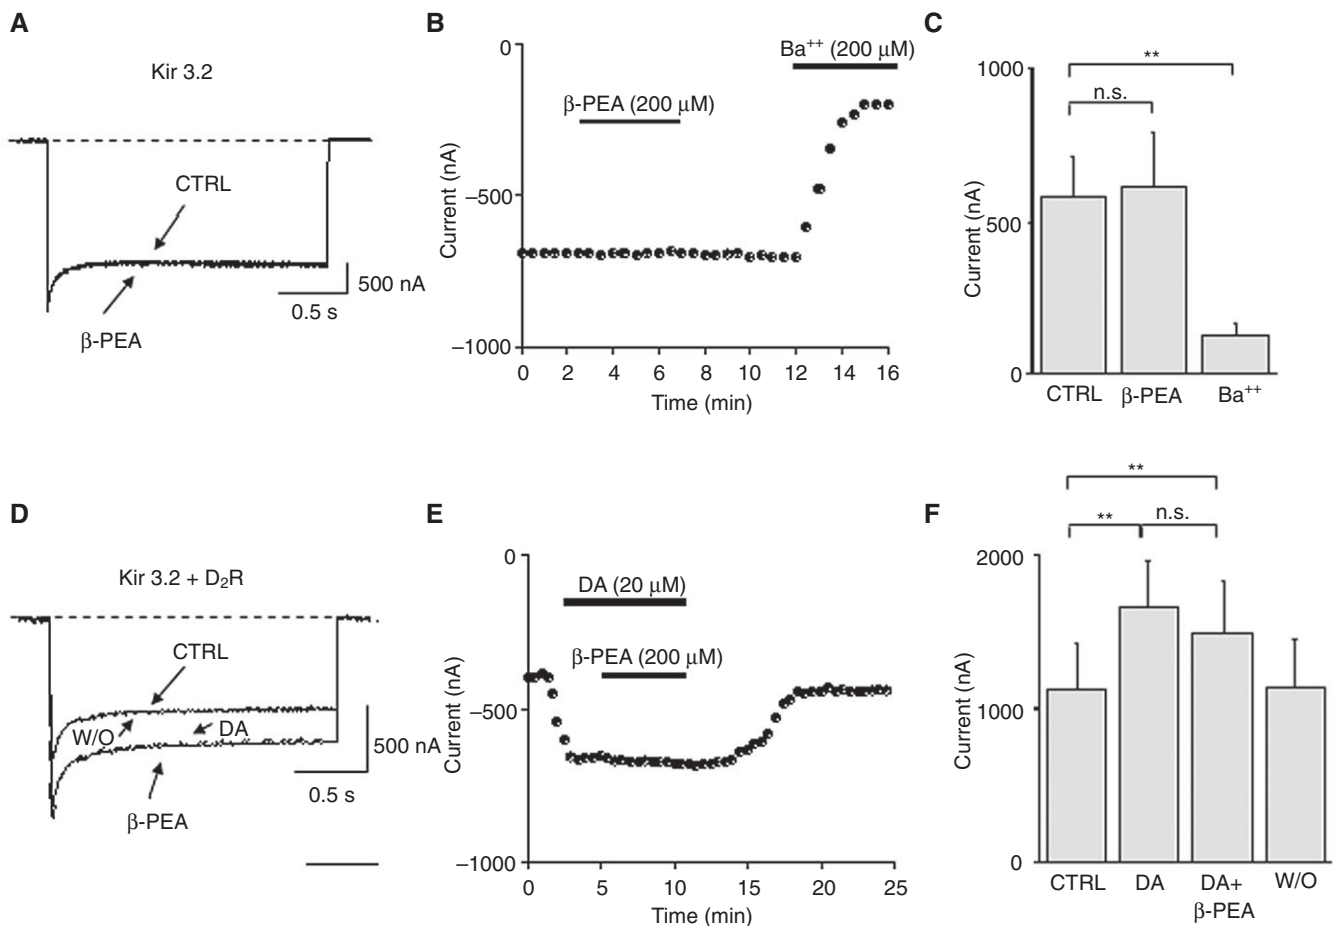 A
Kir 3.2
CTRL
β-PEA
500 nA
0.5 s
B
Ba⁺⁺ (200 μM)
β-PEA (200 μM)
0
–500
–1000
Current (nA)
0 2 4 6 8 10 12 14 16
Time (min)
C
**
n.s.
1000
500
0
Current (nA)
CTRL β-PEA Ba⁺⁺
D
Kir 3.2 + D₂R
CTRL
W/O
DA
β-PEA
500 nA
0.5 s
E
DA (20 μM)
β-PEA (200 μM)
0
–500
–1000
Current (nA)
0 5 10 15 20 25
Time (min)
F
**
** n.s.
2000
1000
0
Current (nA)
CTRL DA DA+ W/O
β-PEA